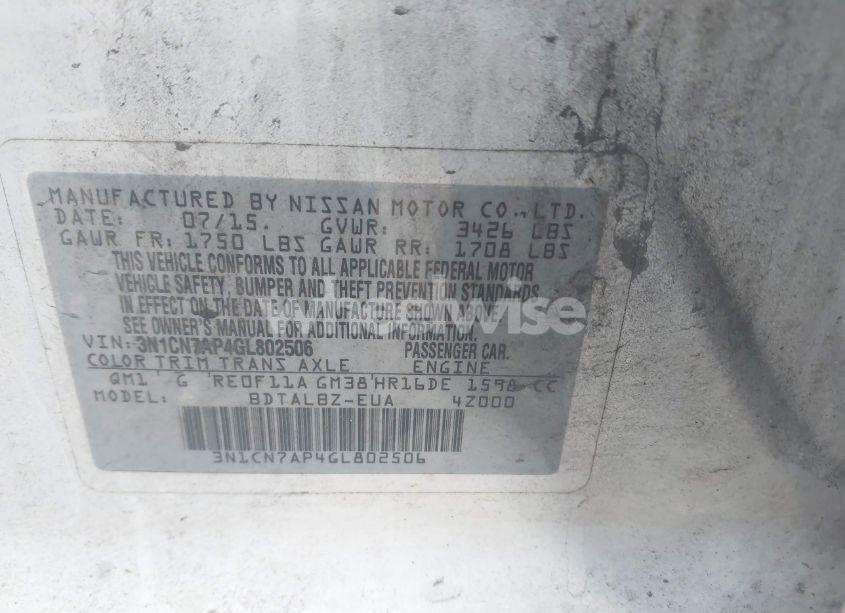 MANUFACTURED BY NISSAN MOTOR CO.,LTD.
DATE: 07/15. GVWR: 3426 LBS
GAWR FR: 1750 LBS GAWR RR: 1708 LBS
THIS VEHICLE CONFORMS TO ALL APPLICABLE FEDERAL MOTOR
VEHICLE SAFETY, BUMPER AND THEFT PREVENTION STANDARDS
IN EFFECT ON THE DATE OF MANUFACTURE SHOWN ABOVE.
SEE OWNER'S MANUAL FOR ADDITIONAL INFORMATION.
VIN: 3N1CN7AP4GL802506 PASSENGER CAR.
COLOR TRIM TRANS AXLE ENGINE
QM1 G RE0F11A GM38 HR16DE 1598 CC
MODEL: BDTALBZ-EUA 4Z000
3N1CN7AP4GL802506